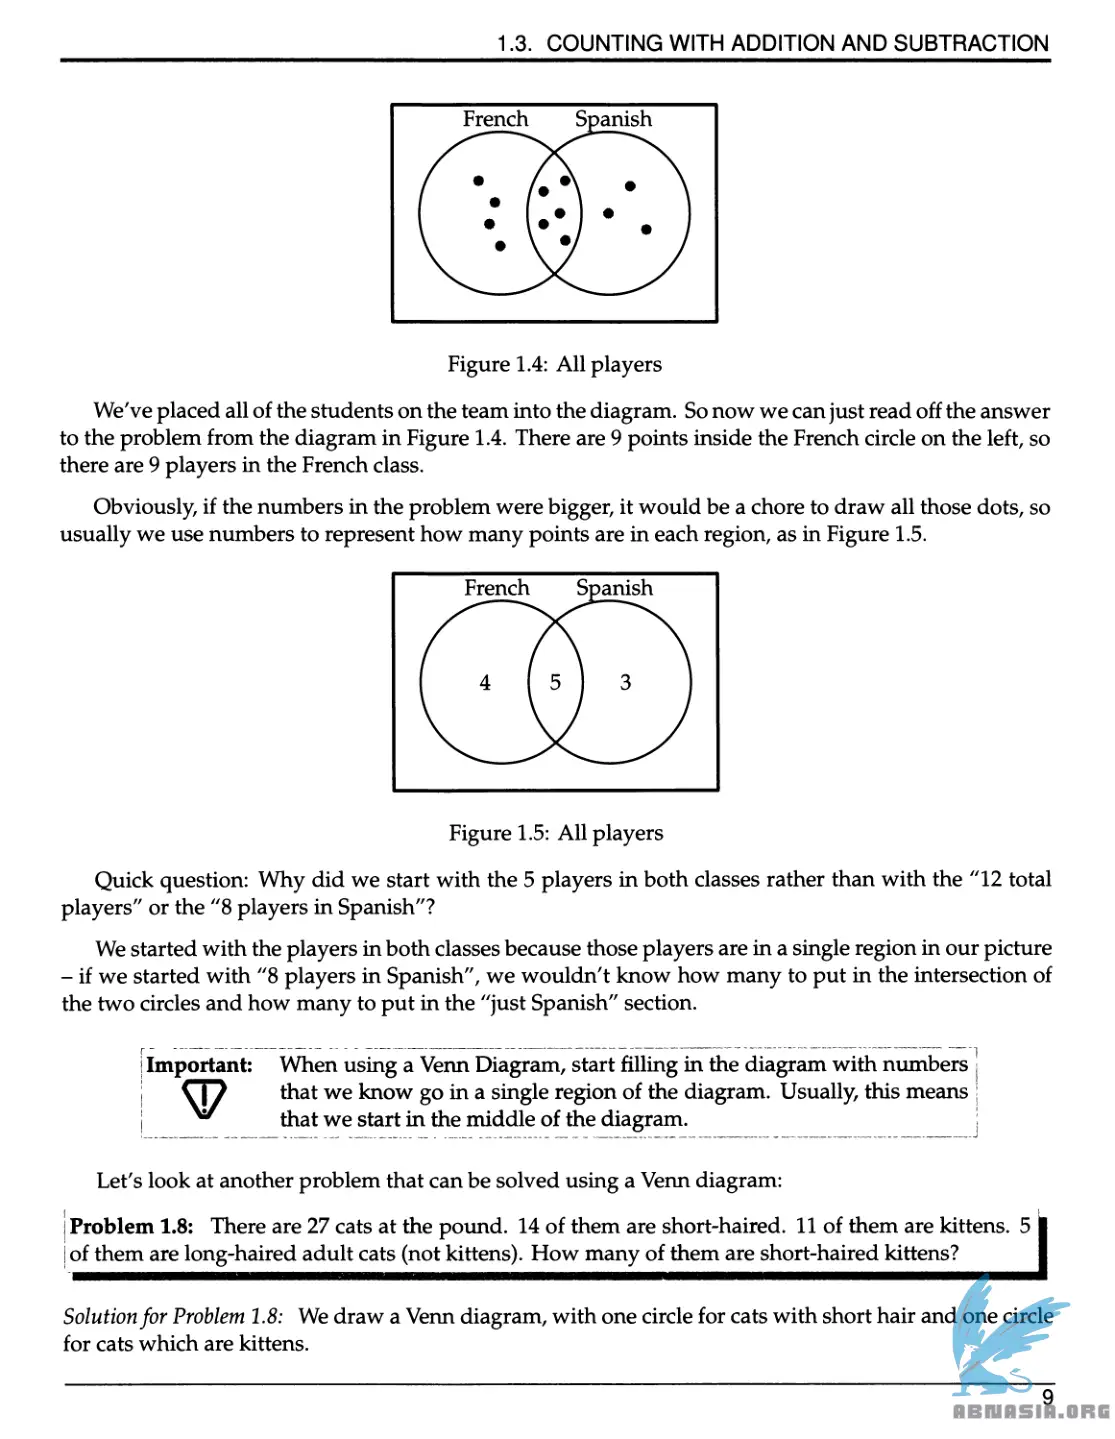 1.3. COUNTING WITH ADDITION AND SUBTRACTION
French Spanish
Figure 1.4: All players
We've placed all of the students on the team into the diagram. So now we can just read off the answer
to the problem from the diagram in Figure 1.4. There are 9 points inside the French circle on the left, so
there are 9 players in the French class.
Obviously, if the numbers in the problem were bigger, it would be a chore to draw all those dots, so
usually we use numbers to represent how many points are in each region, as in Figure 1.5.
French Spanish
4 5 3
Figure 1.5: All players
Quick question: Why did we start with the 5 players in both classes rather than with the "12 total
players" or the "8 players in Spanish"?
We started with the players in both classes because those players are in a single region in our picture
– if we started with "8 players in Spanish", we wouldn't know how many to put in the intersection of
the two circles and how many to put in the "just Spanish" section.
Important: When using a Venn Diagram, start filling in the diagram with numbers
that we know go in a single region of the diagram. Usually, this means
that we start in the middle of the diagram.
Let's look at another problem that can be solved using a Venn diagram:
Problem 1.8: There are 27 cats at the pound. 14 of them are short-haired. 11 of them are kittens. 5
of them are long-haired adult cats (not kittens). How many of them are short-haired kittens?
Solution for Problem 1.8: We draw a Venn diagram, with one circle for cats with short hair and one circle
for cats which are kittens.
9
ABNASIA.ORG